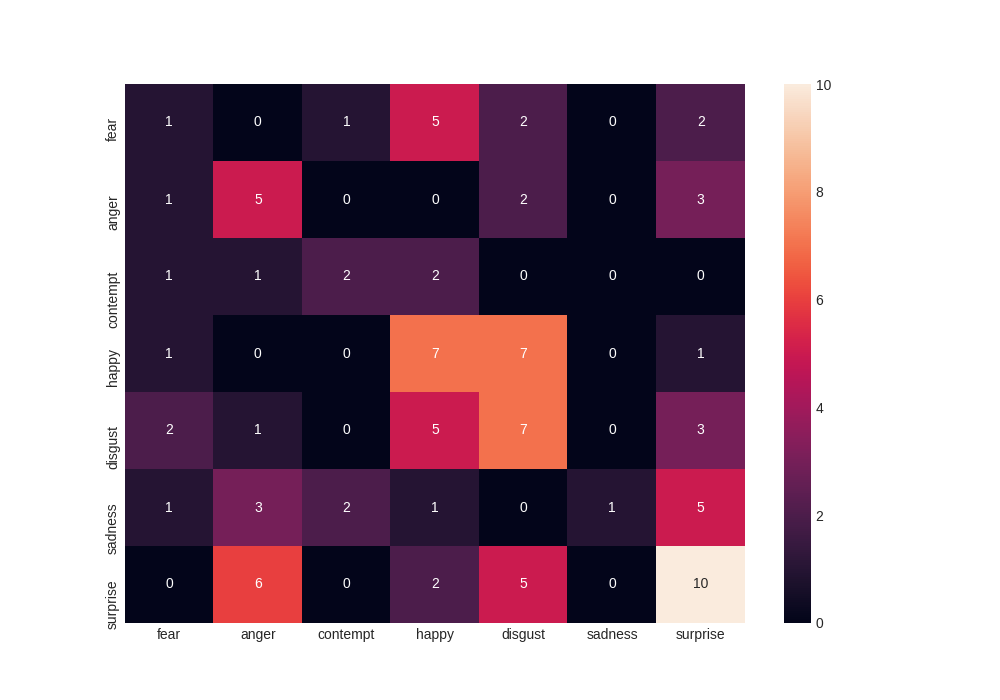 fear 1 0 1 5 2 0 2
anger 1 5 0 0 2 0 3
contempt 1 1 2 2 0 0 0
happy 1 0 0 7 7 0 1
disgust 2 1 0 5 7 0 3
sadness 1 3 2 1 0 1 5
surprise 0 6 0 2 5 0 10
fear anger contempt happy disgust sadness surprise
10
8
6
4
2
0